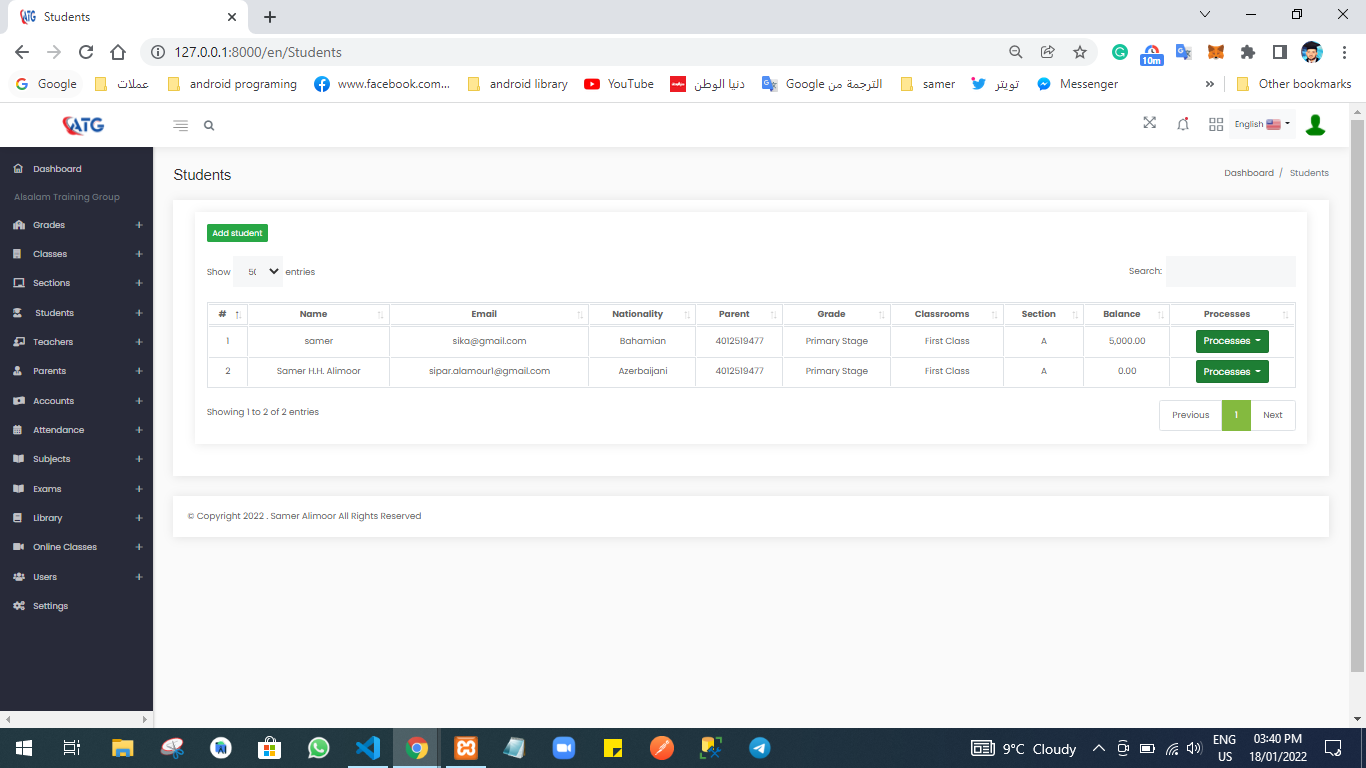 ATG Students
127.0.0.1:8000/en/Students
10m
Google عملات android programing www.facebook.com... android library YouTube دنيا الوطن Google الترجمة من samer تويتر Messenger » Other bookmarks
ATG
English
Dashboard
Alsalam Training Group
Grades +
Classes +
Sections +
Students +
Teachers +
Parents +
Accounts +
Attendance +
Subjects +
Exams +
Library +
Online Classes +
Users +
Settings
Students
Dashboard / Students
Add student
Show 50 entries
Search:
# Name Email Nationality Parent Grade Classrooms Section Balance Processes
1 samer sika@gmail.com Bahamian 4012519477 Primary Stage First Class A 5,000.00 Processes
2 Samer H.H. Alimoor sipar.alamour1@gmail.com Azerbaijani 4012519477 Primary Stage First Class A 0.00 Processes
Showing 1 to 2 of 2 entries
Previous 1 Next
© Copyright 2022 . Samer Alimoor All Rights Reserved
9°C Cloudy
ENG
US
03:40 PM
18/01/2022